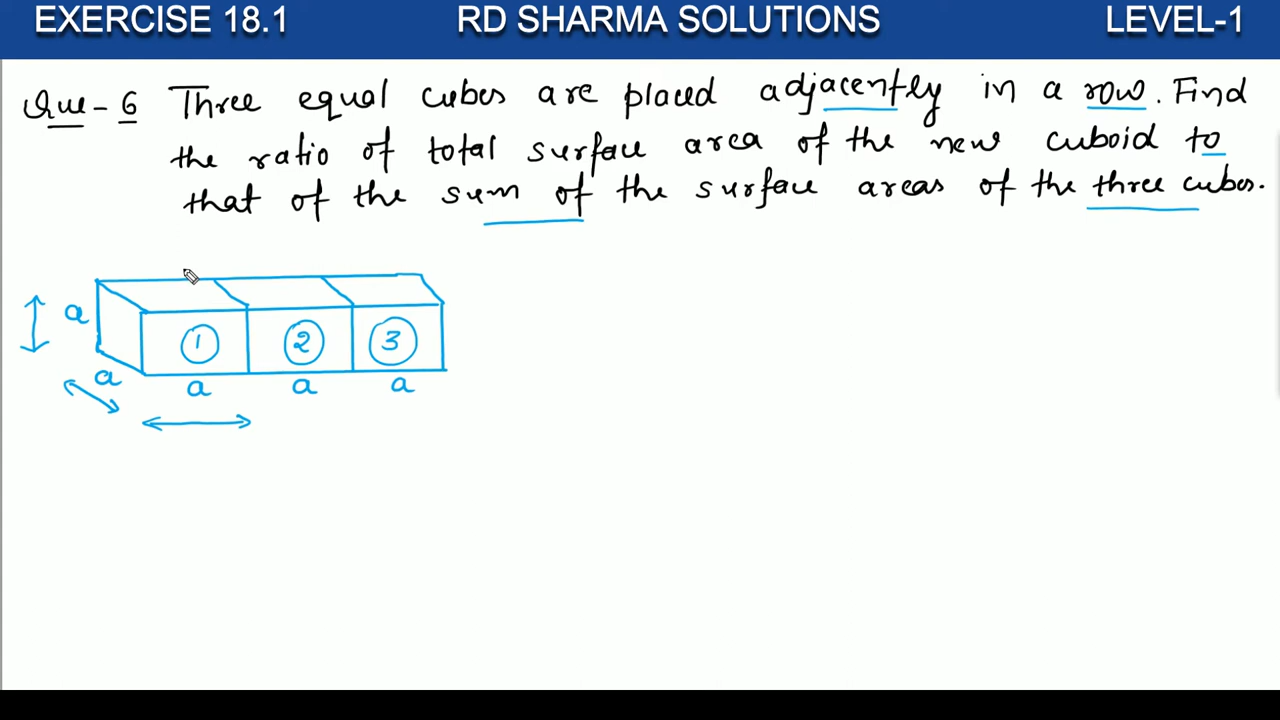 EXERCISE 18.1 RD SHARMA SOLUTIONS LEVEL-1
Que - 6 Three equal cubes are placed adjacently in a row. Find
the ratio of total surface area of the new cuboid to
that of the sum of the surface areas of the three cubes.
a
1 2 3
a a a a